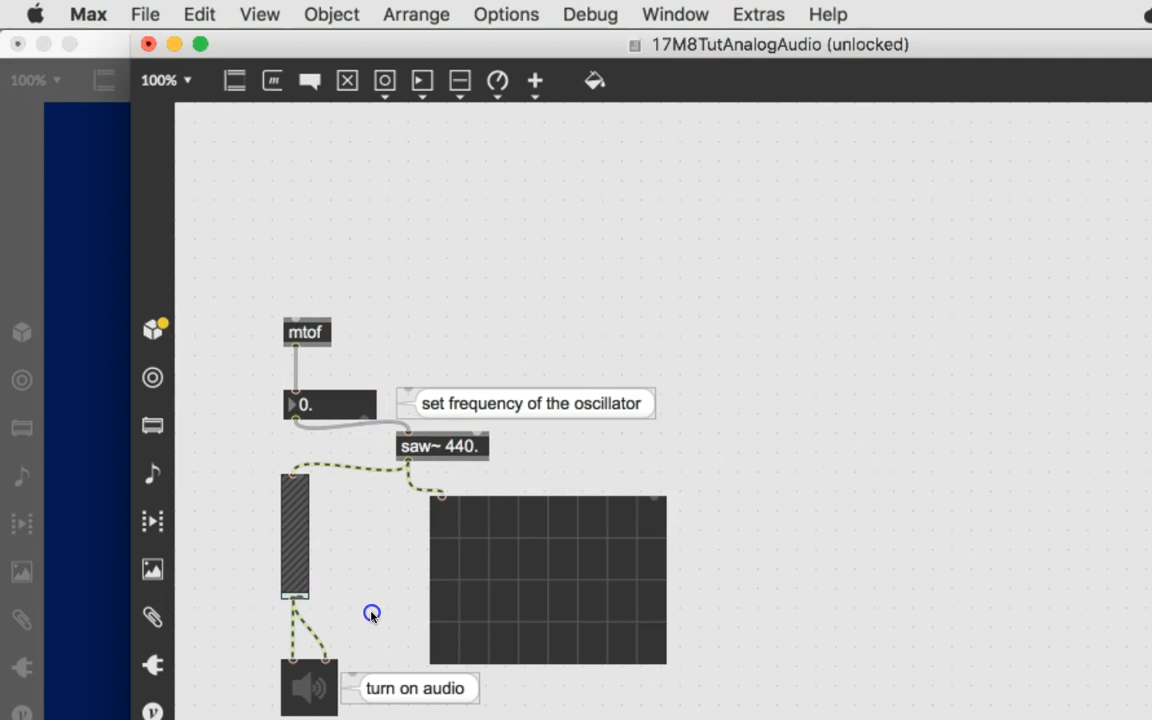 Max File Edit View Object Arrange Options Debug Window Extras Help
17M8TutAnalogAudio (unlocked)
100% 100%
mtof
0. set frequency of the oscillator
saw~ 440.
turn on audio